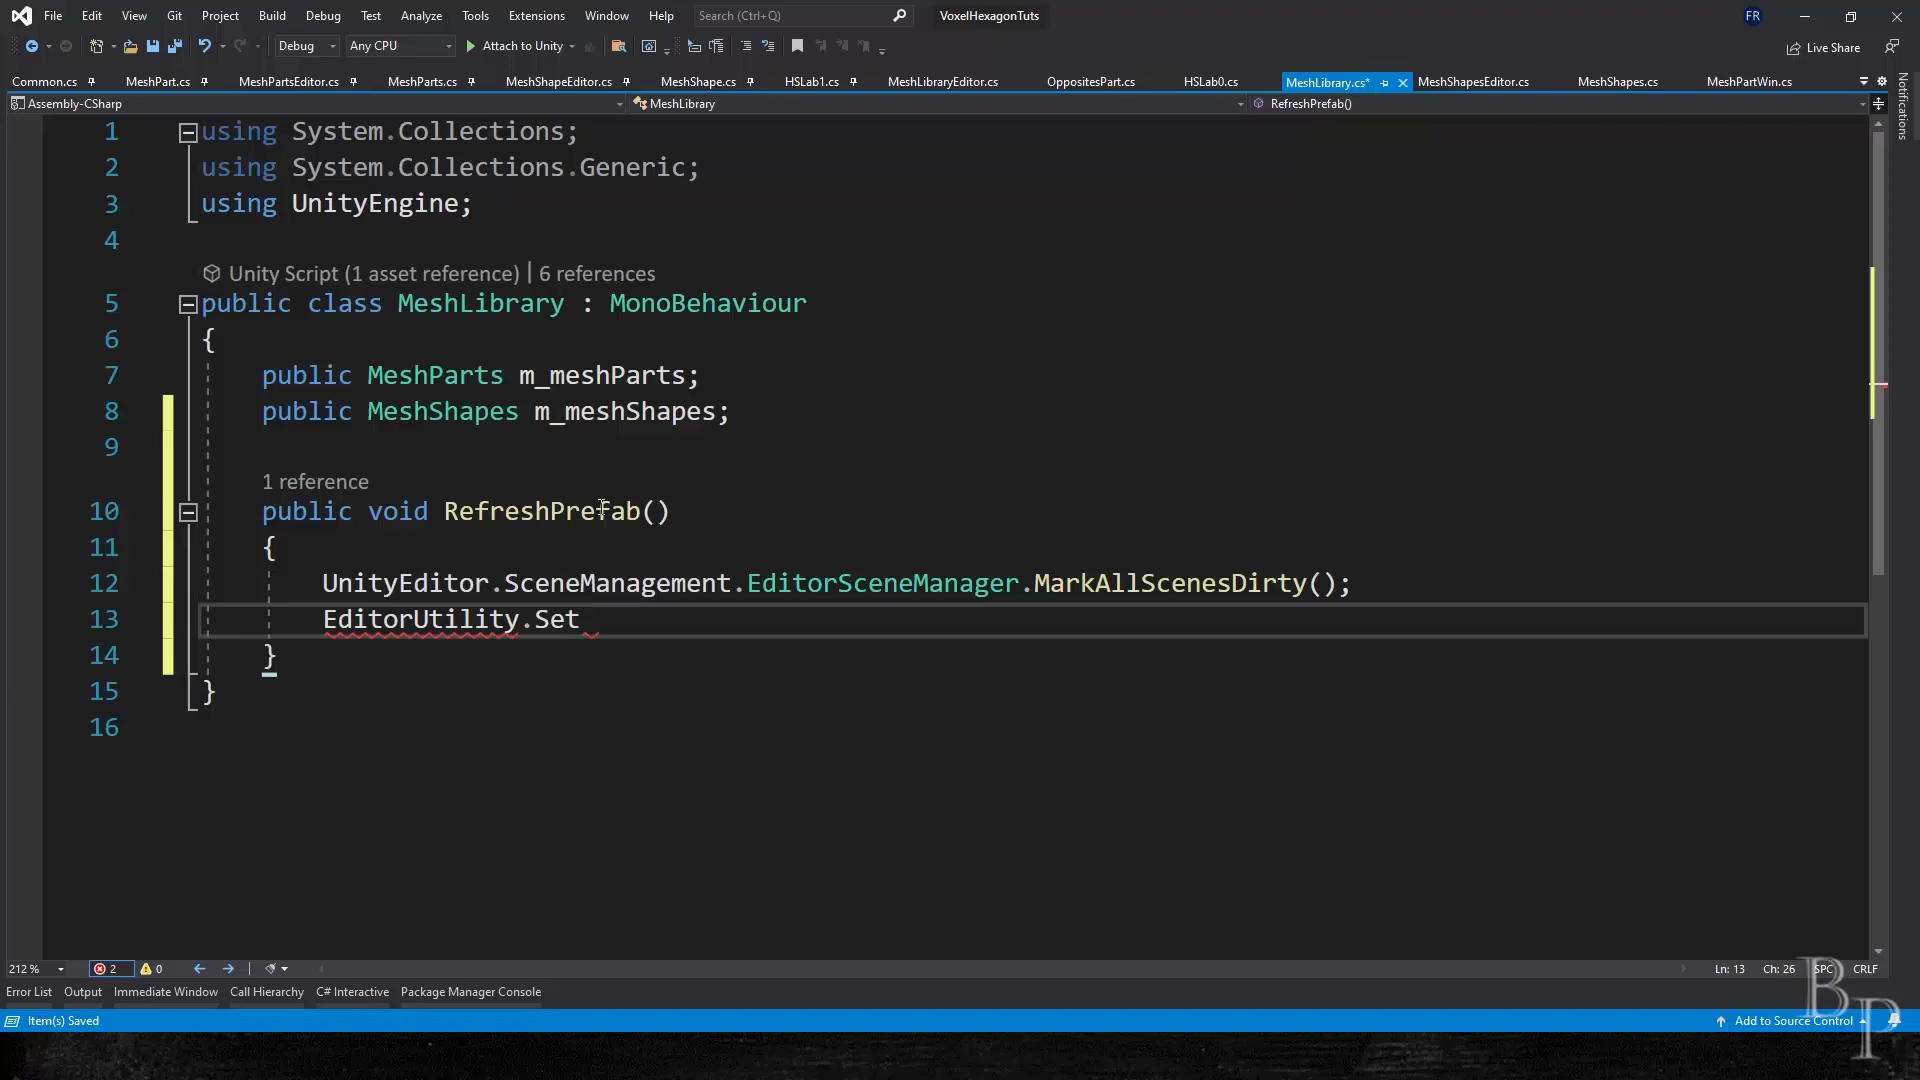 File Edit View Git Project Build Debug Test Analyze Tools Extensions Window Help Search (Ctrl+Q) VoxelHexagonTuts FR
Debug Any CPU Attach to Unity Live Share
Common.cs MeshPart.cs MeshPartsEditor.cs MeshParts.cs MeshShapeEditor.cs MeshShape.cs HSLab1.cs MeshLibraryEditor.cs OppositesPart.cs HSLab0.cs MeshLibrary.cs* MeshShapesEditor.cs MeshShapes.cs MeshPartWin.cs
Notifications
Assembly-CSharp MeshLibrary RefreshPrefab()
1 using System.Collections;
2 using System.Collections.Generic;
3 using UnityEngine;
4
Unity Script (1 asset reference) | 6 references
5 public class MeshLibrary : MonoBehaviour
6 {
7 public MeshParts m_meshParts;
8 public MeshShapes m_meshShapes;
9
1 reference
10 public void RefreshPrefab()
11 {
12 UnityEditor.SceneManagement.EditorSceneManager.MarkAllScenesDirty();
13 EditorUtility.Set
14 }
15 }
16
212 % 2 0 Ln: 13 Ch: 26 SPC CRLF
Error List Output Immediate Window Call Hierarchy C# Interactive Package Manager Console
Item(s) Saved Add to Source Control
BP